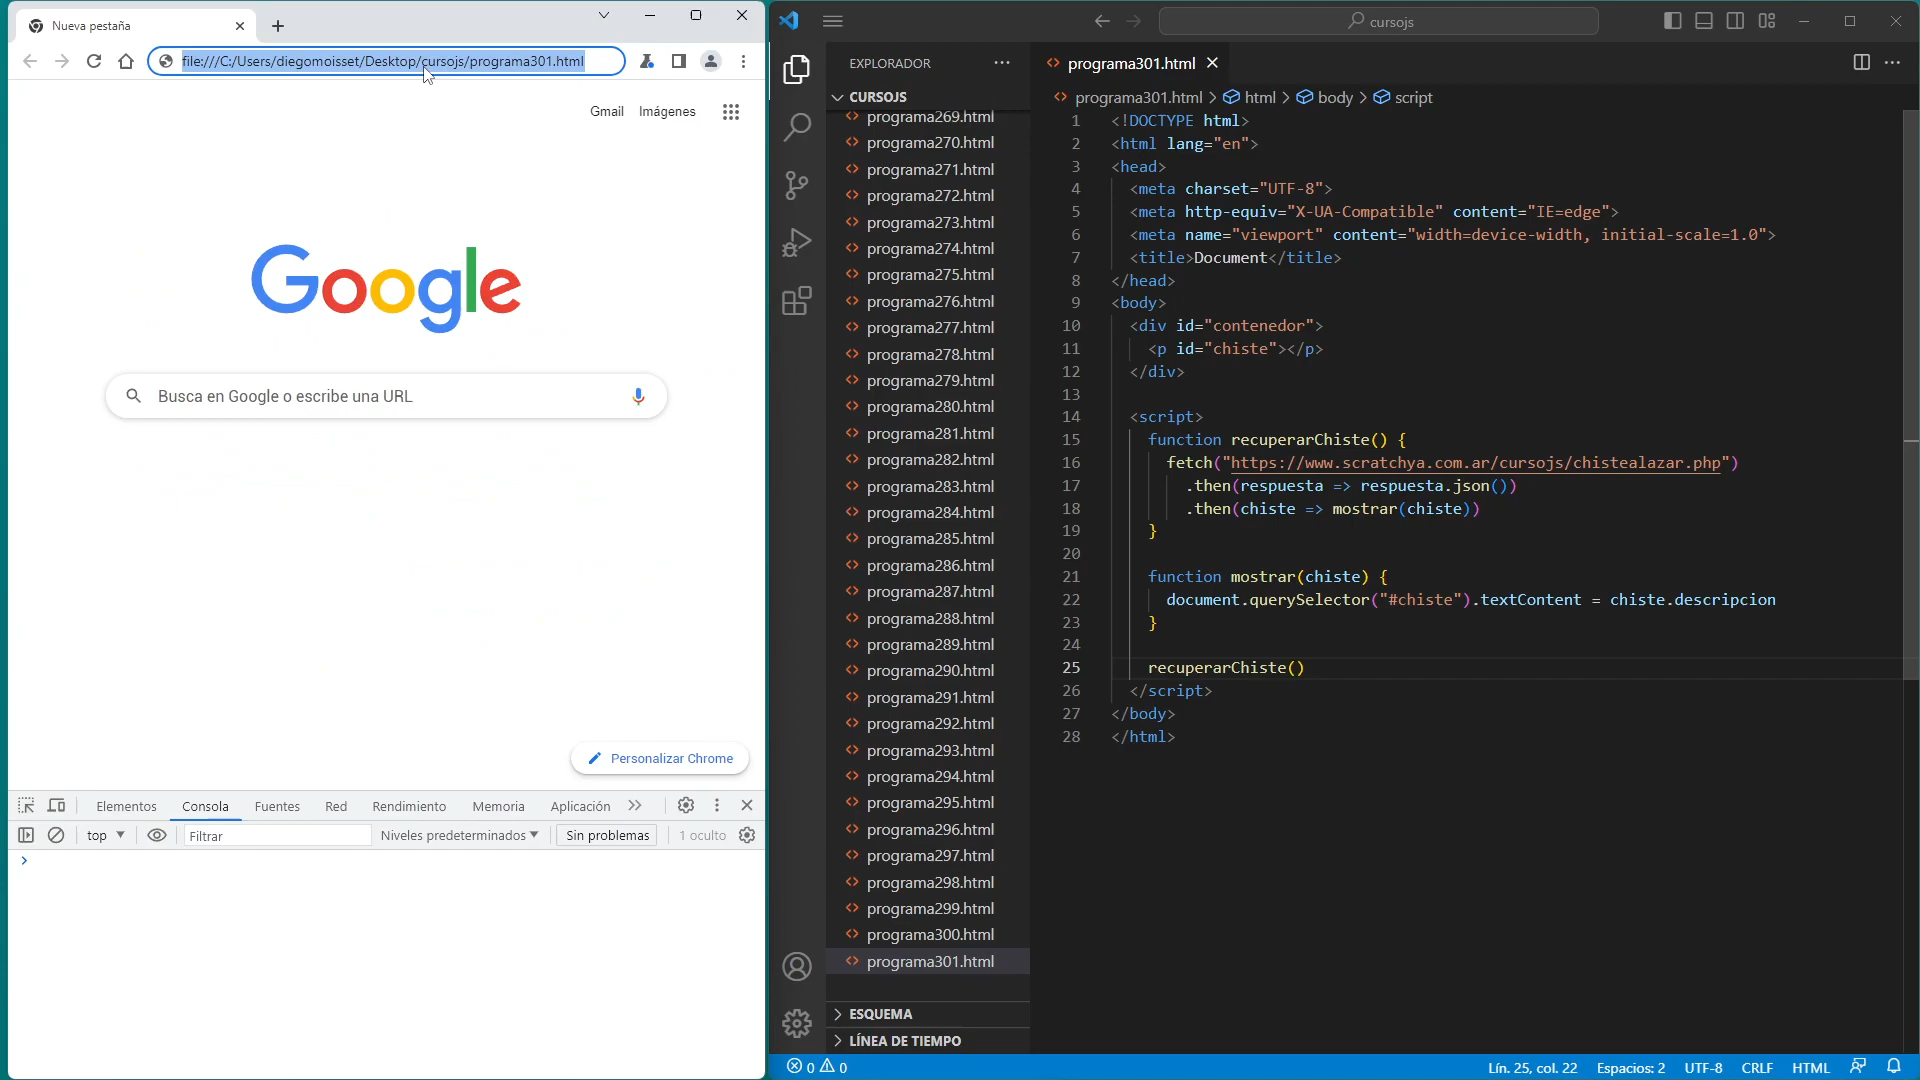 Nueva pestaña
file:///C:/Users/diegomoisset/Desktop/cursojs/programa301.html
Gmail
Imágenes
Google
Busca en Google o escribe una URL
Personalizar Chrome
Elementos
Consola
Fuentes
Red
Rendimiento
Memoria
Aplicación
top
Filtrar
Niveles predeterminados
Sin problemas
1 oculto
cursojs
EXPLORADOR
CURSOJS
programa269.html
programa270.html
programa271.html
programa272.html
programa273.html
programa274.html
programa275.html
programa276.html
programa277.html
programa278.html
programa279.html
programa280.html
programa281.html
programa282.html
programa283.html
programa284.html
programa285.html
programa286.html
programa287.html
programa288.html
programa289.html
programa290.html
programa291.html
programa292.html
programa293.html
programa294.html
programa295.html
programa296.html
programa297.html
programa298.html
programa299.html
programa300.html
programa301.html
ESQUEMA
LÍNEA DE TIEMPO
programa301.html
programa301.html > html > body > script
1 <!DOCTYPE html>
2 <html lang="en">
3 <head>
4 <meta charset="UTF-8">
5 <meta http-equiv="X-UA-Compatible" content="IE=edge">
6 <meta name="viewport" content="width=device-width, initial-scale=1.0">
7 <title>Document</title>
8 </head>
9 <body>
10 <div id="contenedor">
11 <p id="chiste"></p>
12 </div>
13
14 <script>
15 function recuperarChiste() {
16 fetch("https://www.scratchya.com.ar/cursojs/chistealazar.php")
17 .then(respuesta => respuesta.json())
18 .then(chiste => mostrar(chiste))
19 }
20
21 function mostrar(chiste) {
22 document.querySelector("#chiste").textContent = chiste.descripcion
23 }
24
25 recuperarChiste()
26 </script>
27 </body>
28 </html>
0 0
Lín. 25, col. 22
Espacios: 2
UTF-8
CRLF
HTML